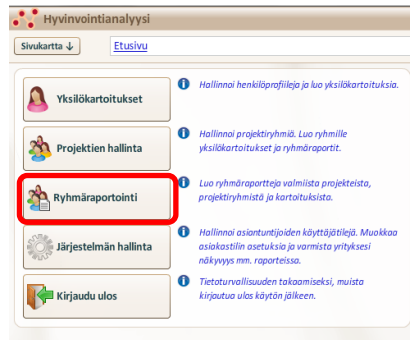 Hyvinvointianalyysi
Sivukartta ↓ Etusivu
Yksilökartoitukset
Hallinnoi henkilöprofiileja ja luo yksilökartoituksia.
Projektien hallinta
Hallinnoi projektiryhmiä. Luo ryhmille
yksilökartoitukset ja ryhmäraportit.
Ryhmäraportointi
Luo ryhmäraportteja valmiista projekteista,
projektiryhmistä ja kartoituksista.
Järjestelmän hallinta
Hallinnoi asiantuntijoiden käyttäjätilejä. Muokkaa
asiakastilin asetuksia ja varmista yrityksesi
näkyvyys mm. raporteissa.
Kirjaudu ulos
Tietoturvallisuuden takaamiseksi, muista
kirjautua ulos käytön jälkeen.